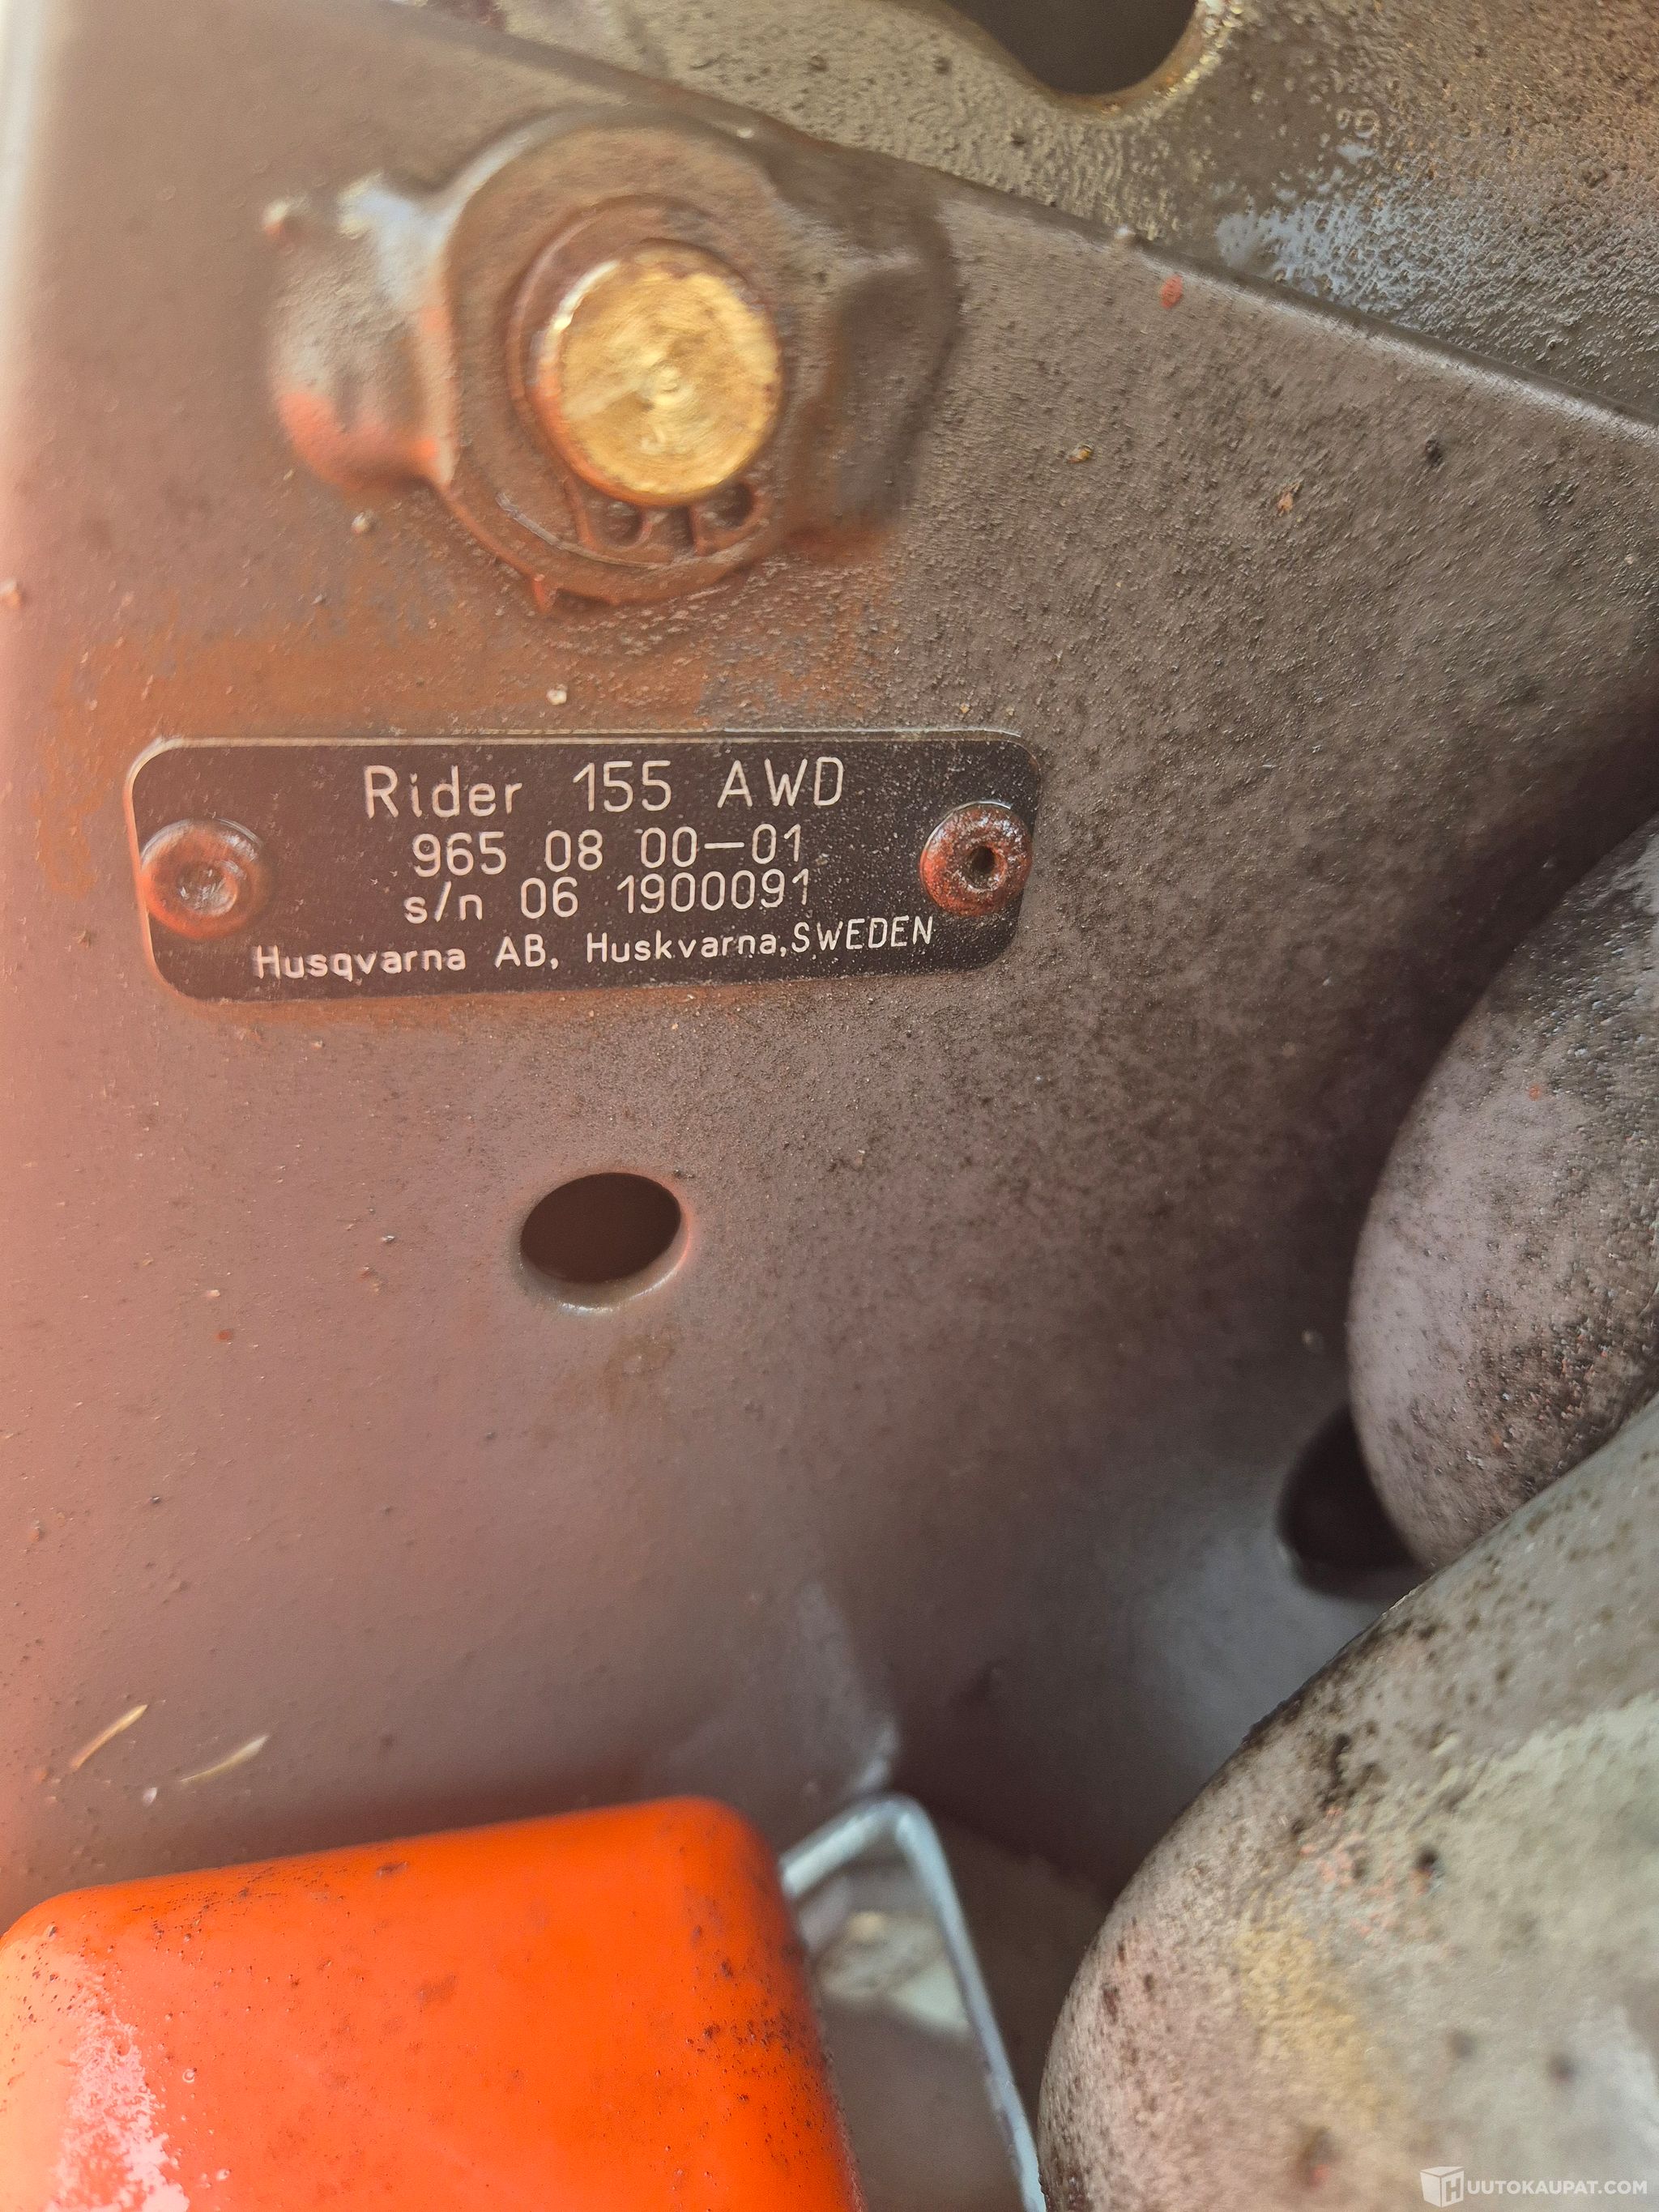 Rider 155 AWD
965 08 00-01
s/n 06 1900091
Husqvarna AB, Huskvarna, SWEDEN
HUUTOKAUPAT.COM